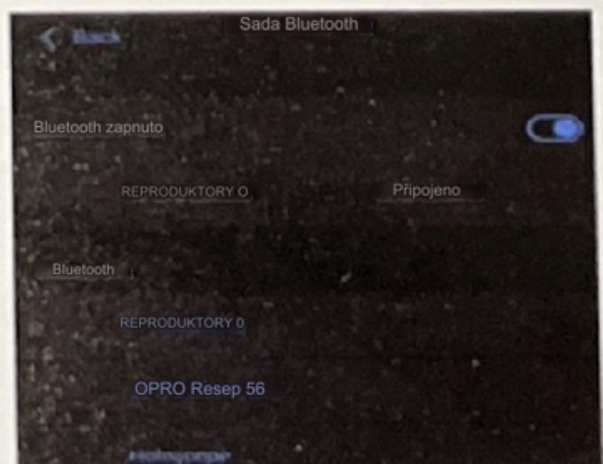 Sada Bluetooth
Back
Bluetooth zapnuto
REPRODUKTORY O Připojeno
Bluetooth
REPRODUKTORY 0
OPRO Resep 56